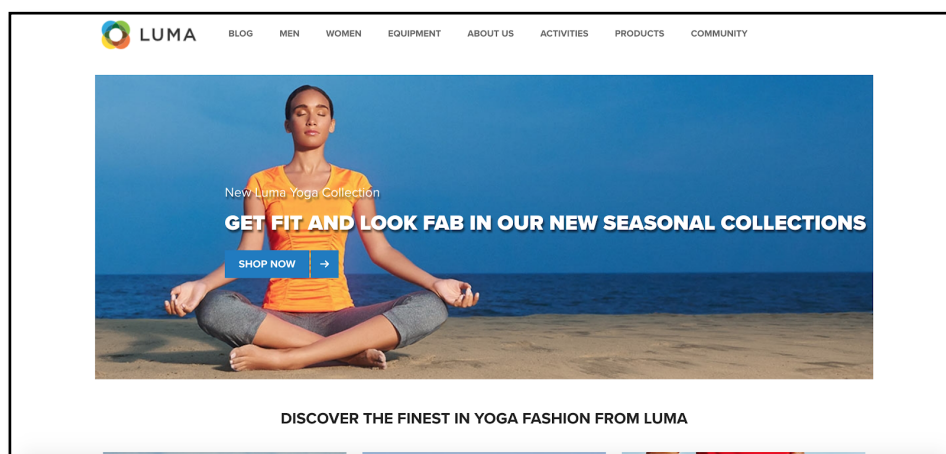 LUMA
BLOG MEN WOMEN EQUIPMENT ABOUT US ACTIVITIES PRODUCTS COMMUNITY
New Luma Yoga Collection
GET FIT AND LOOK FAB IN OUR NEW SEASONAL COLLECTIONS
SHOP NOW →
DISCOVER THE FINEST IN YOGA FASHION FROM LUMA